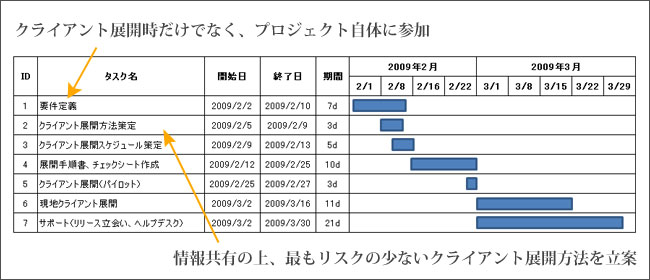 クライアント展開時だけでなく、プロジェクト自体に参加
ID タスク名 開始日 終了日 期間 2009年2月 2009年3月
2/1 2/8 2/16 2/22 3/1 3/8 3/15 3/22 3/29
1 要件定義 2009/2/2 2009/2/10 7d
2 クライアント展開方法策定 2009/2/5 2009/2/9 3d
3 クライアント展開スケジュール策定 2009/2/9 2009/2/13 5d
4 展開手順書、チェックシート作成 2009/2/12 2009/2/25 10d
5 クライアント展開(パイロット) 2009/2/25 2009/2/27 3d
6 現地クライアント展開 2009/3/2 2009/3/16 11d
7 サポート(リリース立会い、ヘルプデスク) 2009/3/2 2009/3/30 21d
情報共有の上、最もリスクの少ないクライアント展開方法を立案